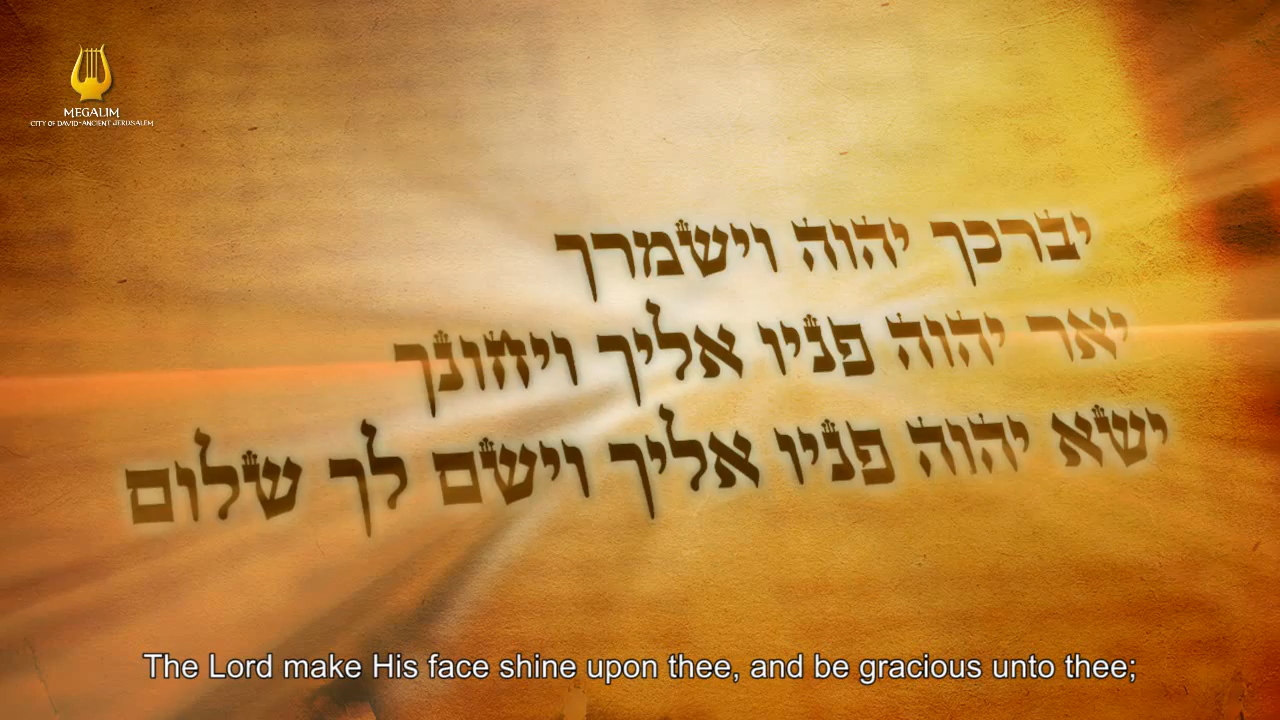 MEGALIM
CITY OF DAVID-ANCIENT JERUSALEM
יברכך יהוה וישמרך
יאר יהוה פניו אליך ויחונך
ישא יהוה פניו אליך וישם לך שלום
The Lord make His face shine upon thee, and be gracious unto thee;